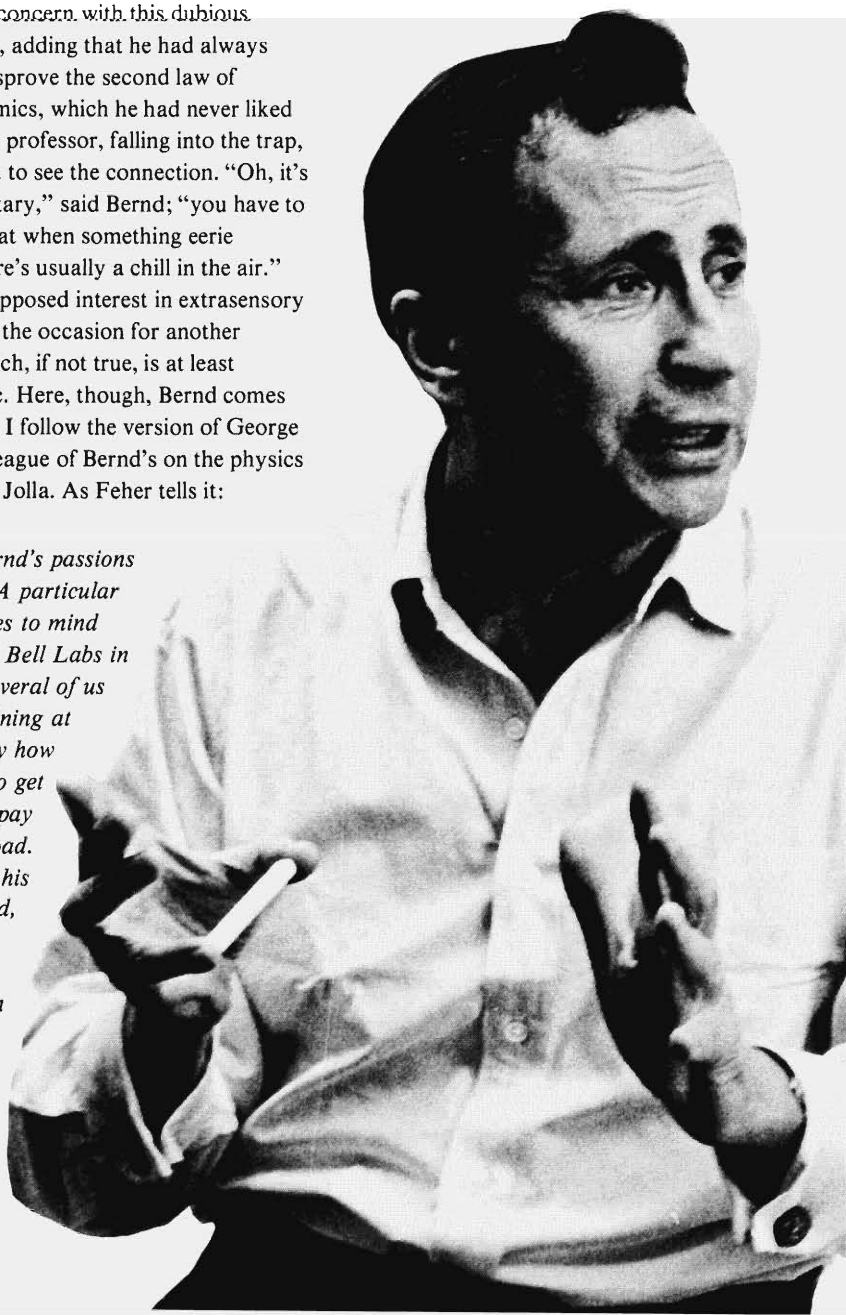 concern with this dubious
, adding that he had always
sprove the second law of
nics, which he had never liked
professor, falling into the trap,
to see the connection. “Oh, it’s
tary,” said Bernd; “you have to
at when something eerie
re’s usually a chill in the air.”
pposed interest in extrasensory
the occasion for another
ch, if not true, is at least
c. Here, though, Bernd comes
I follow the version of George
eague of Bernd’s on the physics
Jolla. As Feher tells it:
rnd’s passions
A particular
es to mind
Bell Labs in
veral of us
ning at
w how
o get
pay
ad.
his
d,